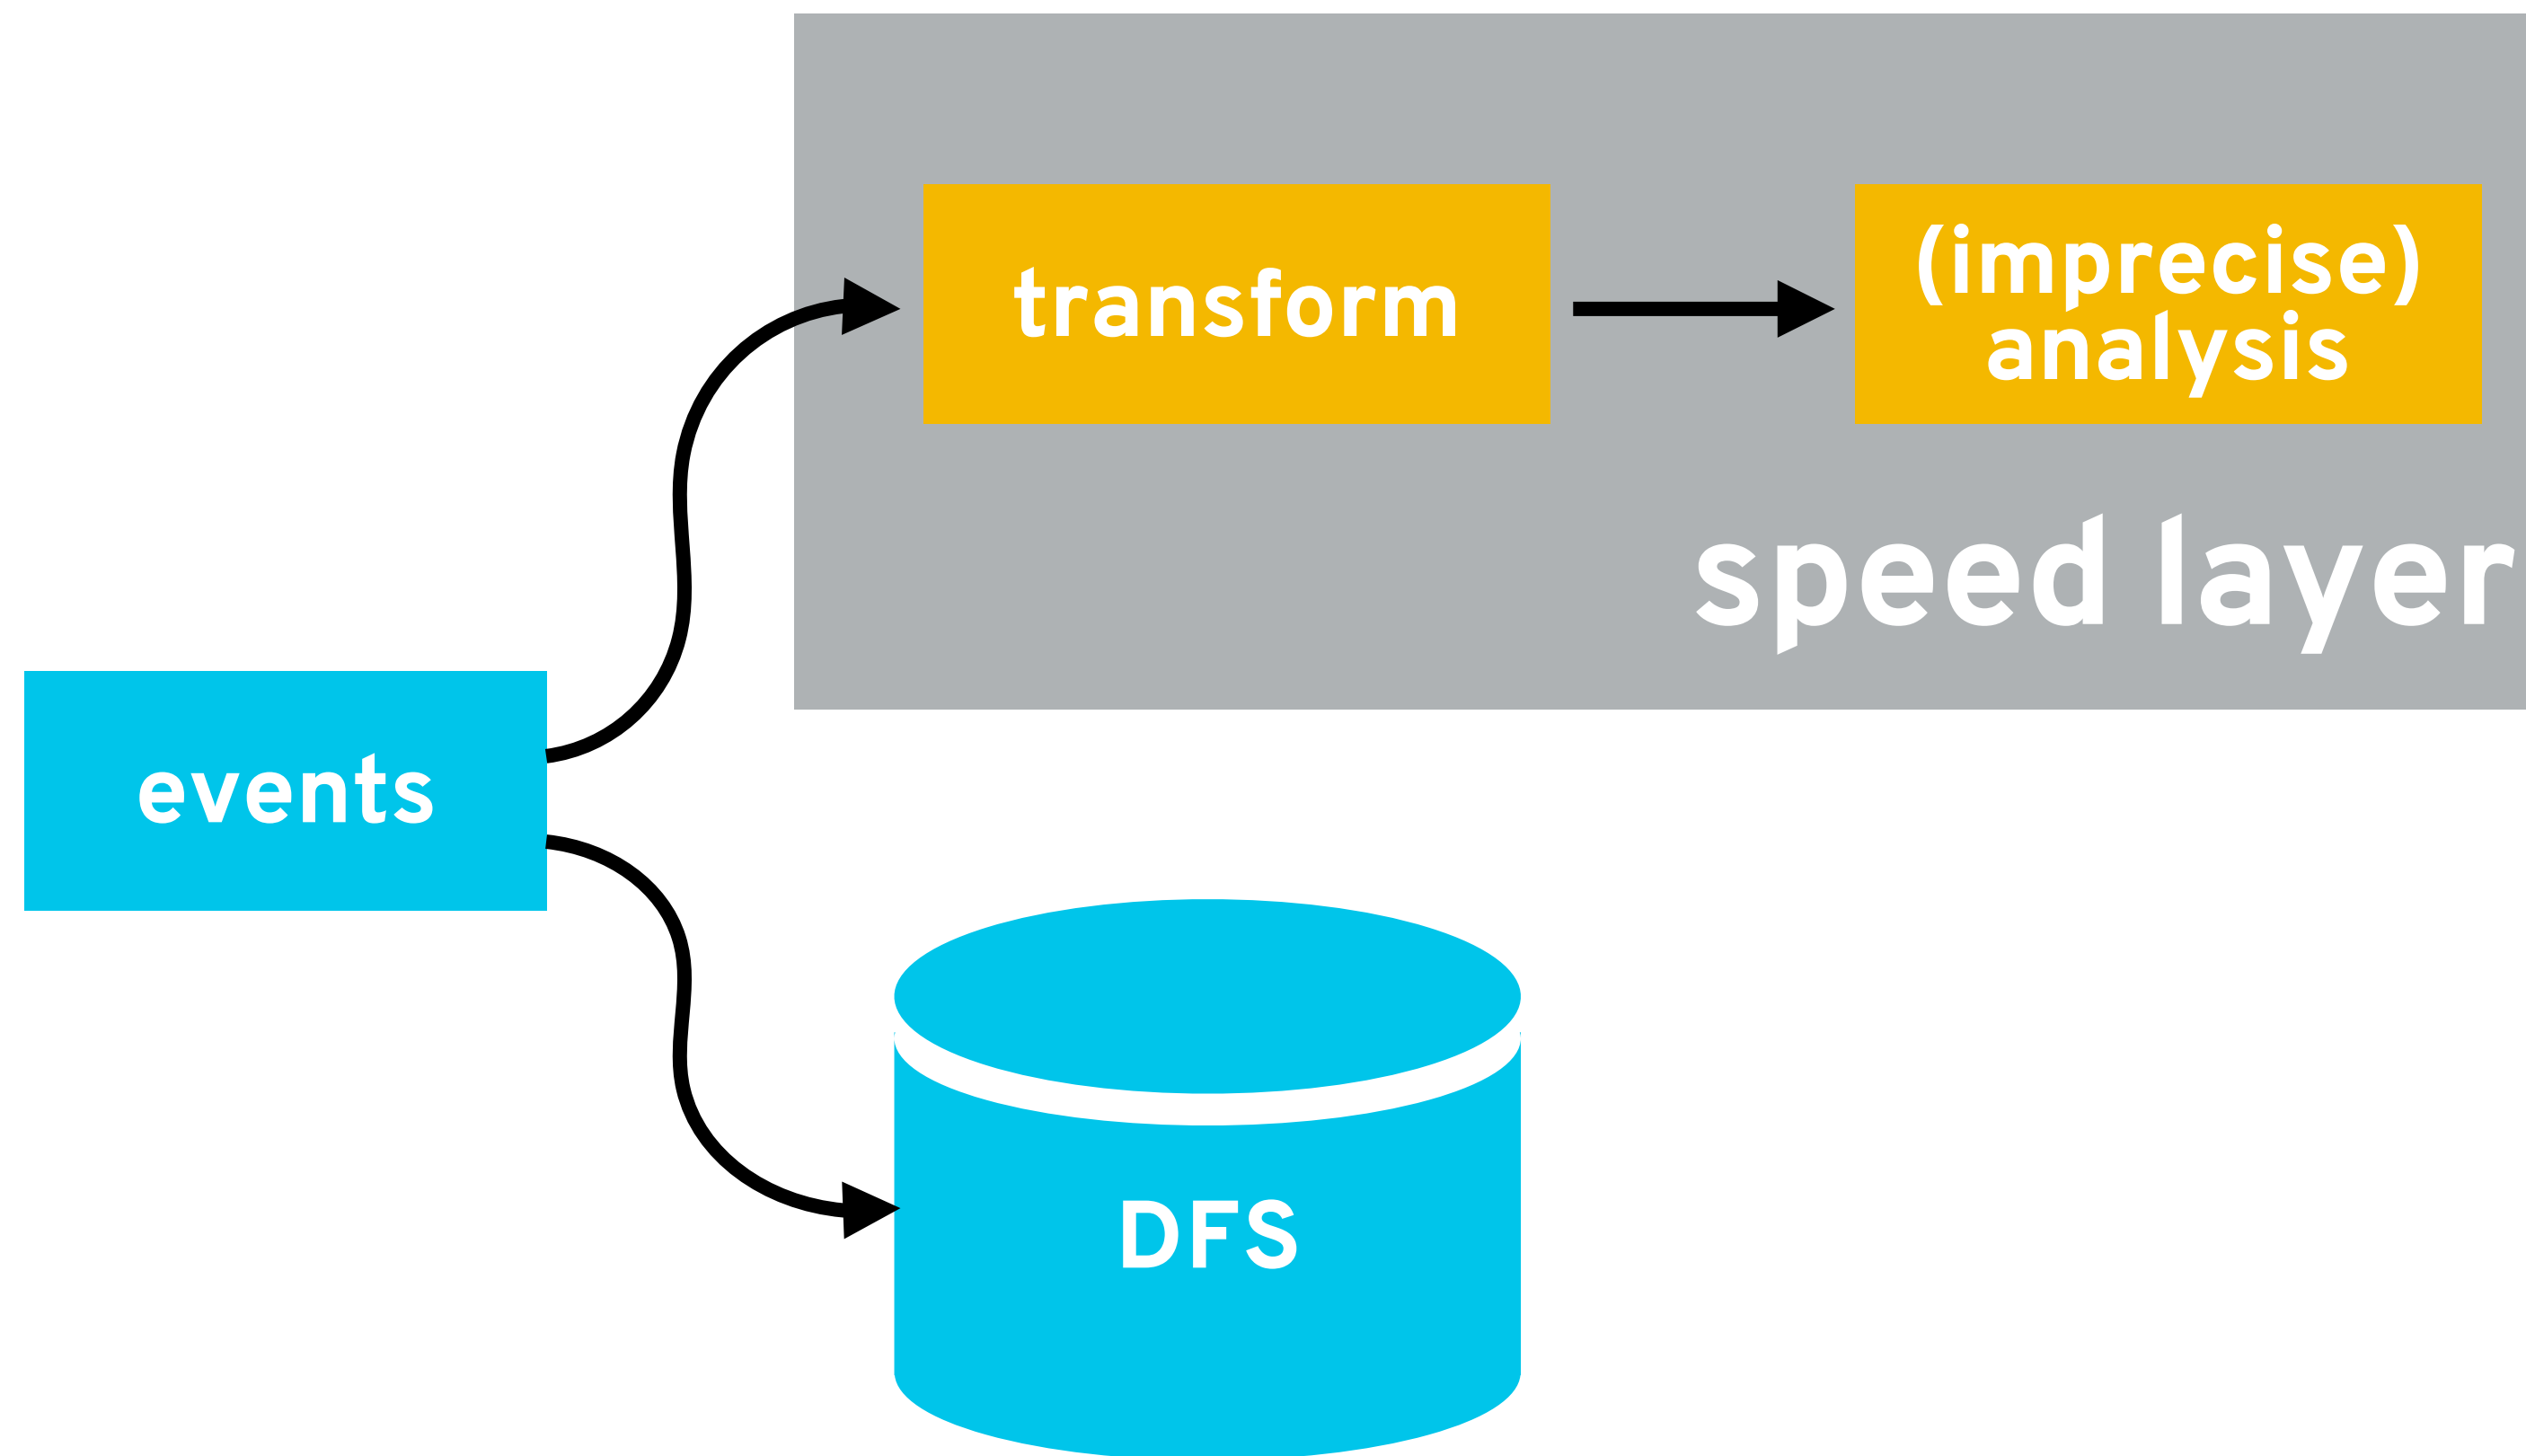 transform
(imprecise)
analysis
speed layer
events
DFS